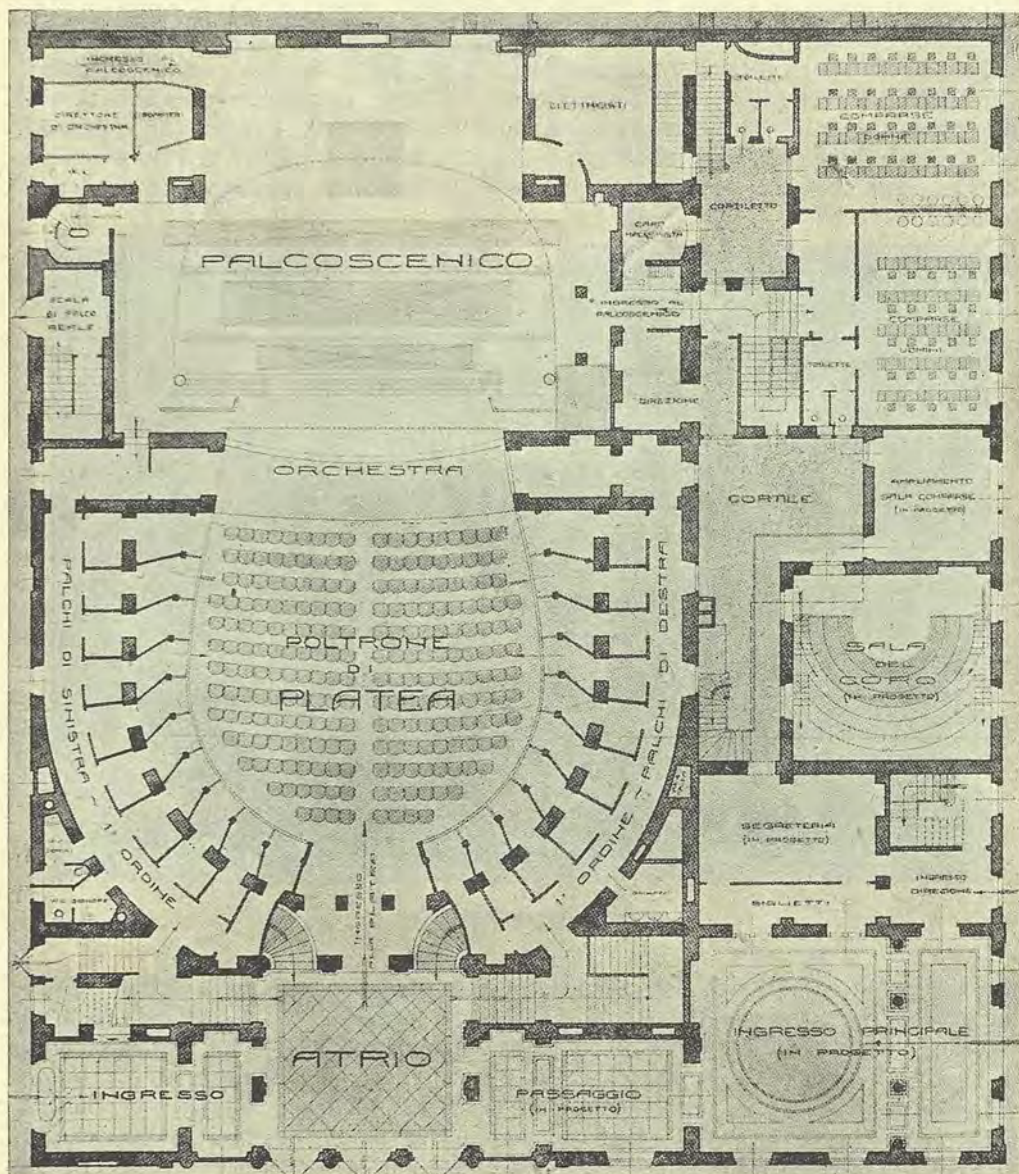 INGRESSO AL
PALCOSCENICO
DIRETTORE
D'ORCHESTRA
TOILETTE
COMPARSE
DONNE
CORTILETTO
CAPO
MACCHINISTA
PALCOSCENICO
SCALA
DI PALCO
REALE
INGRESSO AL
PALCOSCENICO
COMPARSE
UOMINI
TOILETTE
DIREZIONE
ORCHESTRA
CORTILE
AMPLIAMENTO
SALA COMPARSE
(IN PROGETTO)
PALCHI DI SINISTRA ~ 1° ORDINE
POLTRONE
DI
PLATEA
1° ORDINE ~ PALCHI DI DESTRA
SALA
DEL
CORO
(IN PROGETTO)
SEGRETERIA
(IN PROGETTO)
BIGLIETTI
INGRESSO
DIREZIONE
INGRESSO
ALLA PLATEA
ATRIO
INGRESSO
PASSAGGIO
(IN PROGETTO)
INGRESSO PRINCIPALE
(IN PROGETTO)